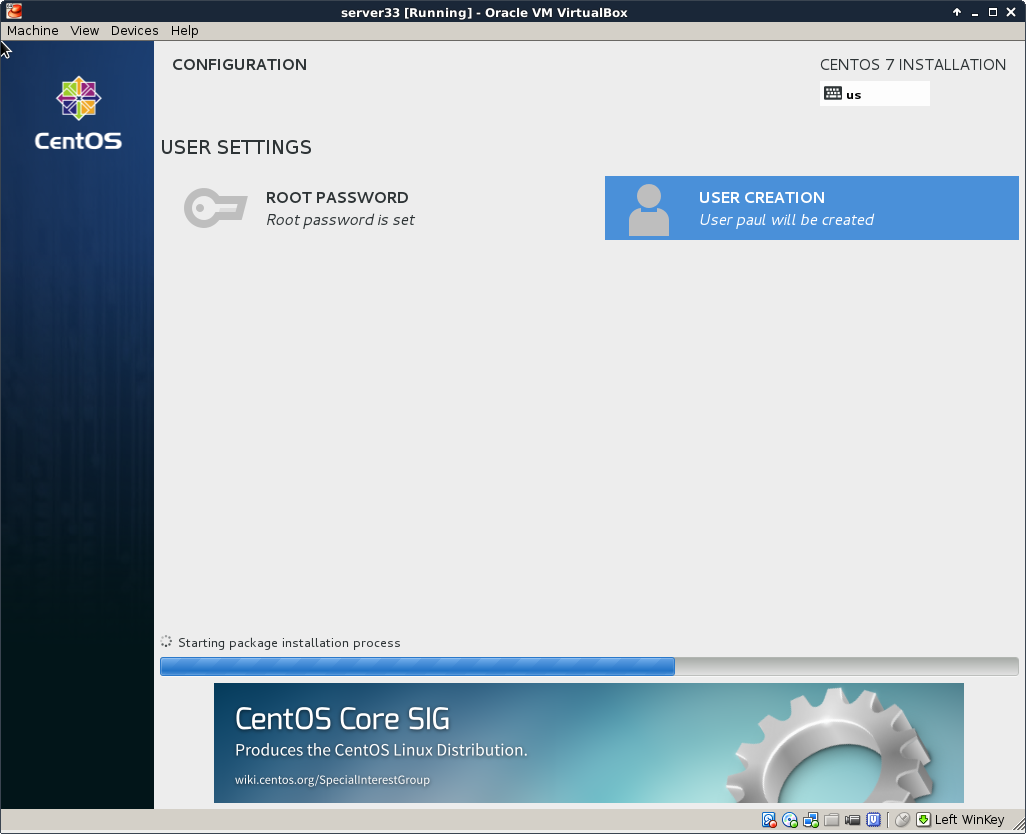 server33 [Running] - Oracle VM VirtualBox
Machine View Devices Help
CentOS
CONFIGURATION
CENTOS 7 INSTALLATION
us
USER SETTINGS
ROOT PASSWORD
Root password is set
USER CREATION
User paul will be created
Starting package installation process
CentOS Core SIG
Produces the CentOS Linux Distribution.
wiki.centos.org/SpecialInterestGroup
Left WinKey